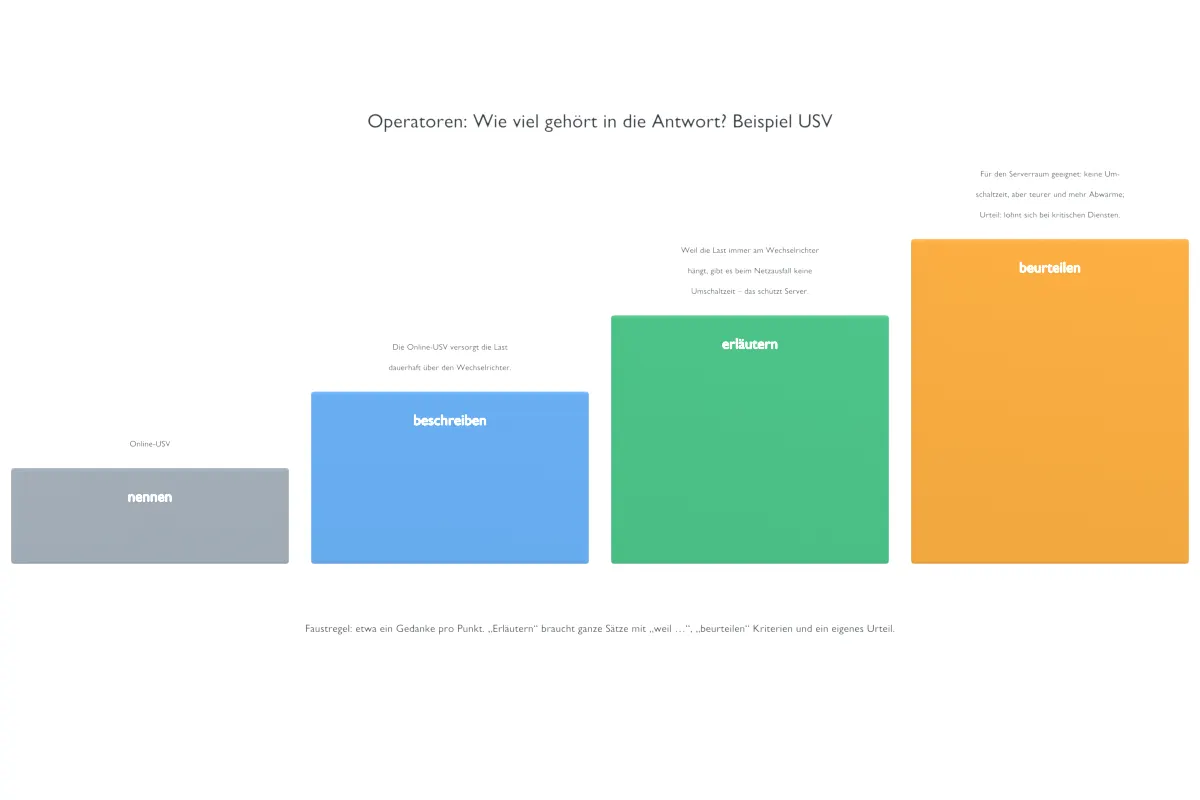 Operatoren: Wie viel gehört in die Antwort? Beispiel USV
Online-USV
nennen
Die Online-USV versorgt die Last
dauerhaft über den Wechselrichter.
beschreiben
Weil die Last immer am Wechselrichter
hängt, gibt es beim Netzausfall keine
Umschaltzeit – das schützt Server.
erläutern
Für den Serverraum geeignet: keine Um-
schaltzeit, aber teurer und mehr Abwärme;
Urteil: lohnt sich bei kritischen Diensten.
beurteilen
Faustregel: etwa ein Gedanke pro Punkt. „Erläutern“ braucht ganze Sätze mit „weil …“, „beurteilen“ Kriterien und ein eigenes Urteil.